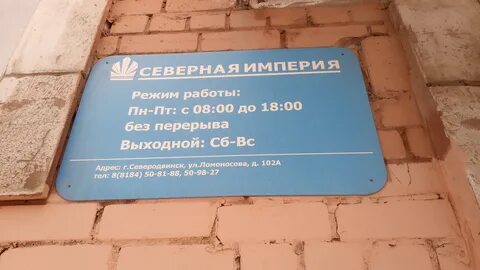 СЕВЕРНАЯ ИМПЕРИЯ
Режим работы:
Пн-Пт: с 08:00 до 18:00
без перерыва
Выходной: Сб-Вс
Адрес: г.Северодвинск, ул.Ломоносова, д. 102А
тел: 8(8184) 50-81-88, 50-98-27